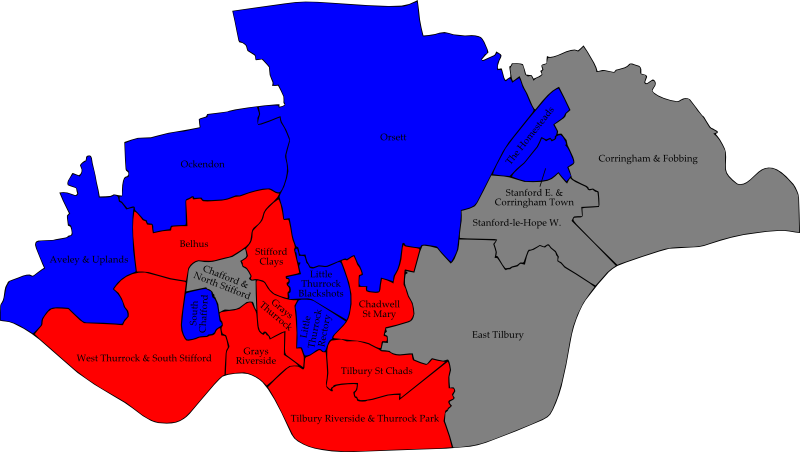 Orsett
The Homesteads
Ockendon
Corringham & Fobbing
Stanford E. &
Corringham Town
Stanford-le-Hope W.
Belhus
Stifford
Clays
Aveley & Uplands
Chafford &
North Stifford
Little
Thurrock
Blackshots
South
Chafford
Grays
Thurrock
Little
Thurrock
Rectory
Chadwell
St Mary
East Tilbury
West Thurrock & South Stifford
Grays
Riverside
Tilbury St Chads
Tilbury Riverside & Thurrock Park